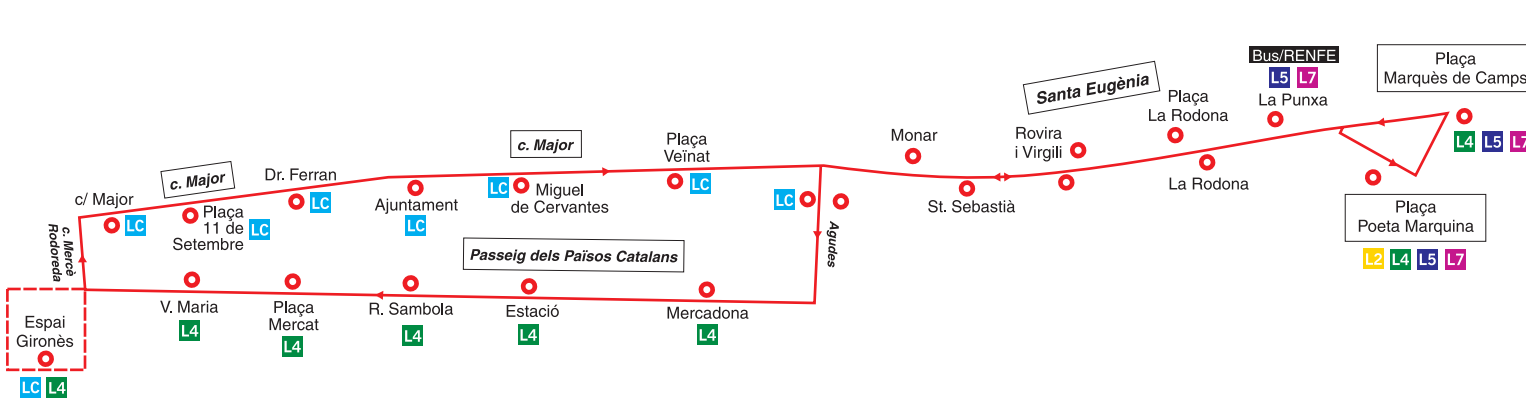 Bus/RENFE
L5 L7
La Punxa
Plaça
Marquès de Camps
L4 L5 L7
Santa Eugènia
Plaça
La Rodona
Rovira
i Virgili
Monar
St. Sebastià
La Rodona
Plaça
Poeta Marquina
L2 L4 L5 L7
c. Major
Plaça
Veïnat
LC
LC
Miguel
de Cervantes
c. Major
Dr. Ferran
LC
Ajuntament
LC
c/ Major
LC
Plaça
11 de
Setembre
LC
LC
Agudes
c. Mercè
Rodoreda
Passeig dels Països Catalans
V. Maria
L4
Plaça
Mercat
L4
R. Sambola
L4
Estació
L4
Mercadona
L4
Espai
Gironès
LC L4